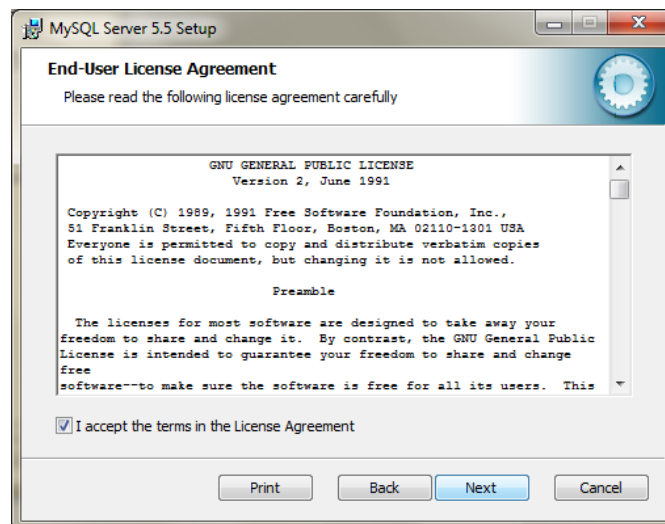 MySQL Server 5.5 Setup
End-User License Agreement
Please read the following license agreement carefully
GNU GENERAL PUBLIC LICENSE
Version 2, June 1991
Copyright (C) 1989, 1991 Free Software Foundation, Inc.,
51 Franklin Street, Fifth Floor, Boston, MA 02110-1301 USA
Everyone is permitted to copy and distribute verbatim copies
of this license document, but changing it is not allowed.
Preamble
The licenses for most software are designed to take away your
freedom to share and change it.  By contrast, the GNU General Public
License is intended to guarantee your freedom to share and change
free
software--to make sure the software is free for all its users.  This
I accept the terms in the License Agreement
Print Back Next Cancel